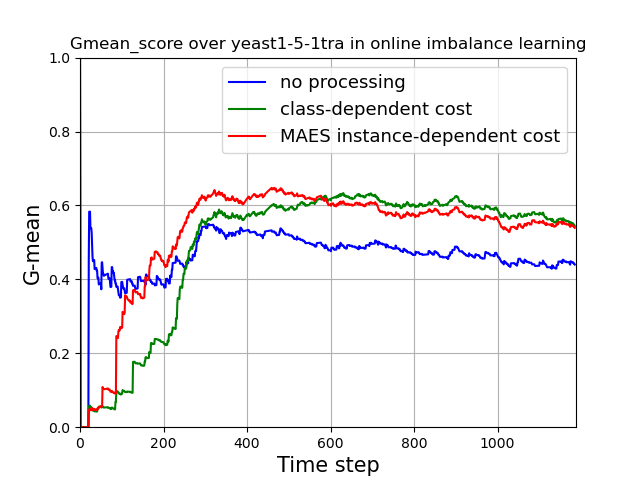 Gmean_score over yeast1-5-1tra in online imbalance learning
1.0
0.8
0.6
0.4
0.2
0.0
G-mean
no processing
class-dependent cost
MAES instance-dependent cost
0 200 400 600 800 1000
Time step